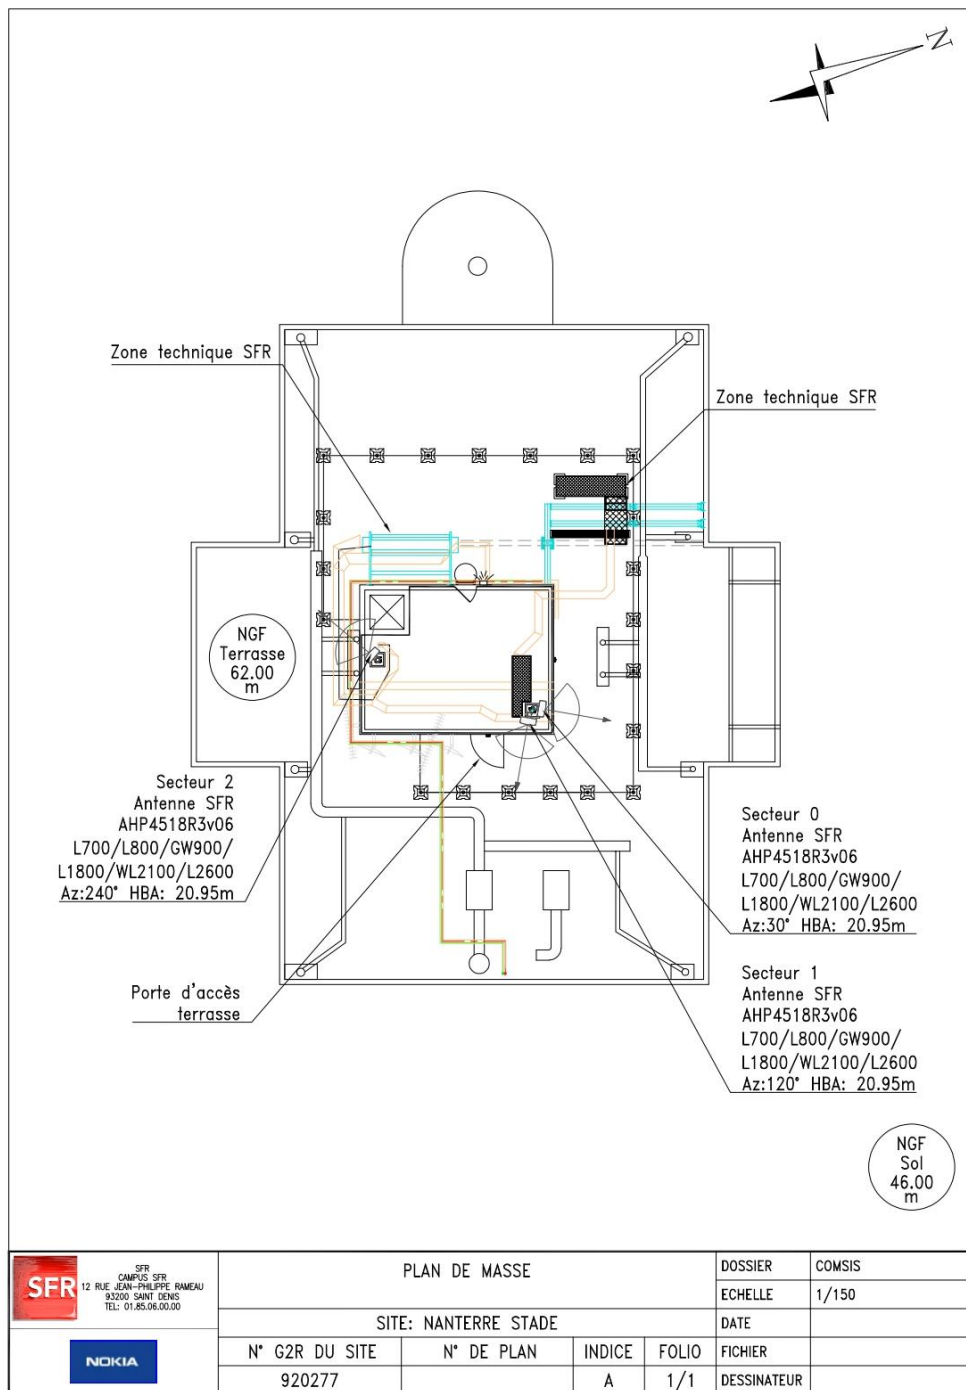 N
Zone technique SFR
Zone technique SFR
NGF
Terrasse
62.00
m
Secteur 2
Antenne SFR
AHP4518R3v06
L700/L800/GW900/
L1800/WL2100/L2600
Az:240° HBA: 20.95m
Secteur 0
Antenne SFR
AHP4518R3v06
L700/L800/GW900/
L1800/WL2100/L2600
Az:30° HBA: 20.95m
Porte d'accès
terrasse
Secteur 1
Antenne SFR
AHP4518R3v06
L700/L800/GW900/
L1800/WL2100/L2600
Az:120° HBA: 20.95m
NGF
Sol
46.00
m
SFR
SFR
CAMPUS SFR
12 RUE JEAN-PHILIPPE RAMEAU
93200 SAINT DENIS
TEL: 01.85.06.00.00
NOKIA
PLAN DE MASSE
SITE: NANTERRE STADE
N° G2R DU SITE
N° DE PLAN
INDICE
FOLIO
920277
A
1/1
DOSSIER
COMSIS
ECHELLE
1/150
DATE
FICHIER
DESSINATEUR